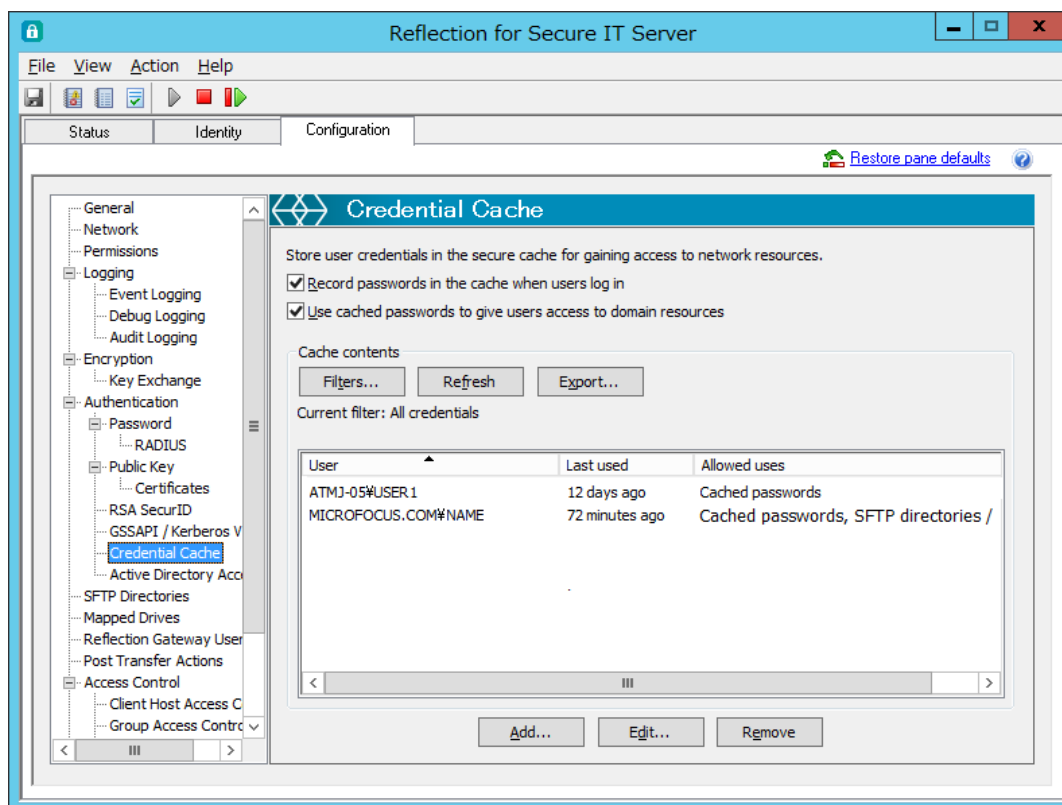 Reflection for Secure IT Server
File View Action Help
Status Identity Configuration
Restore pane defaults
General
Network
Permissions
Logging
Event Logging
Debug Logging
Audit Logging
Encryption
Key Exchange
Authentication
Password
RADIUS
Public Key
Certificates
RSA SecurID
GSSAPI / Kerberos V
Credential Cache
Active Directory Acc
SFTP Directories
Mapped Drives
Reflection Gateway User
Post Transfer Actions
Access Control
Client Host Access C
Group Access Contro
Credential Cache
Store user credentials in the secure cache for gaining access to network resources.
Record passwords in the cache when users log in
Use cached passwords to give users access to domain resources
Cache contents
Filters... Refresh Export...
Current filter: All credentials
User Last used Allowed uses
ATMJ-05¥USER1 12 days ago Cached passwords
MICROFOCUS.COM¥NAME 72 minutes ago Cached passwords, SFTP directories /
Add... Edit... Remove